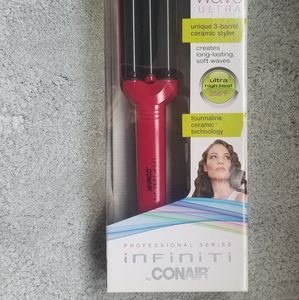 ULTRA
unique 3-barrel
ceramic styler
creates
long-lasting,
soft waves
ultra
high heat
tourmaline
ceramic
technology
infiniti
CONAIR
PROFESSIONAL SERIES
infiniti
by CONAIR